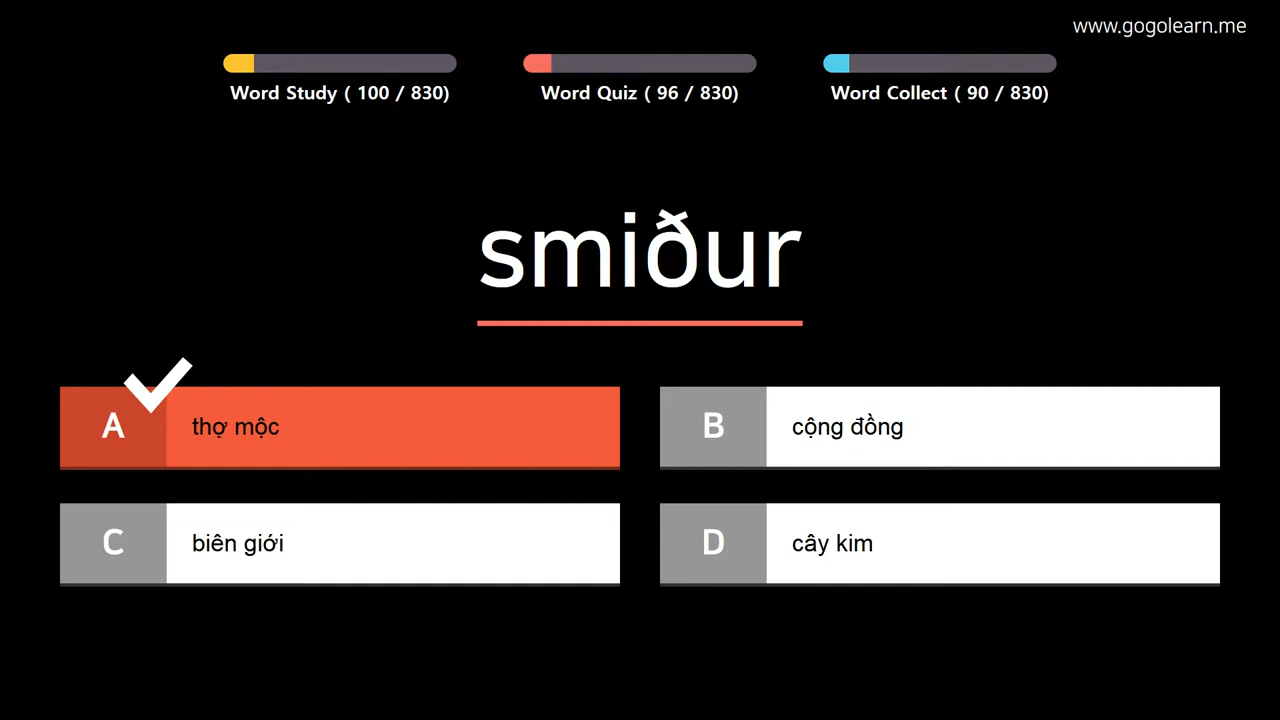 www.gogolearn.me
Word Study ( 100 / 830)
Word Quiz ( 96 / 830)
Word Collect ( 90 / 830)
smiður
A thợ mộc
B cộng đồng
C biên giới
D cây kim